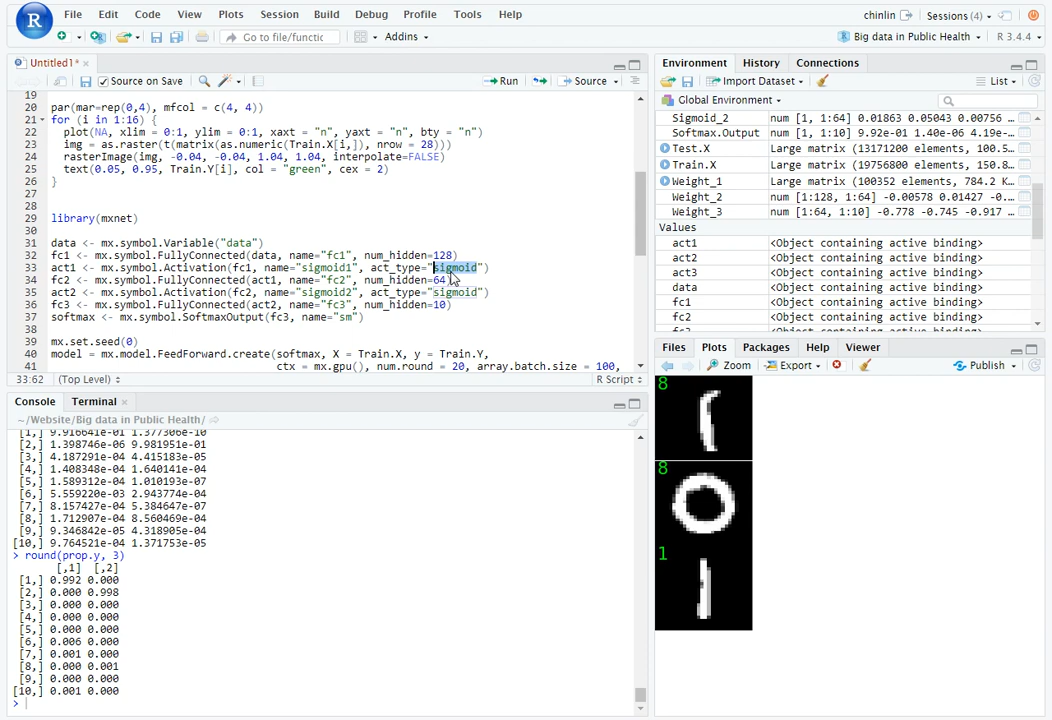 File Edit Code View Plots Session Build Debug Profile Tools Help
chinlin Sessions (4)
Go to file/functic Addins
Big data in Public Health R 3.4.4
Untitled1*
Source on Save Run Source
19
20 par(mar=rep(0,4), mfcol = c(4, 4))
21 for (i in 1:16) {
22 plot(NA, xlim = 0:1, ylim = 0:1, xaxt = "n", yaxt = "n", bty = "n")
23 img = as.raster(t(matrix(as.numeric(Train.X[i,]), nrow = 28)))
24 rasterImage(img, -0.04, -0.04, 1.04, 1.04, interpolate=FALSE)
25 text(0.05, 0.95, Train.Y[i], col = "green", cex = 2)
26 }
27
28
29 library(mxnet)
30
31 data <- mx.symbol.Variable("data")
32 fc1 <- mx.symbol.FullyConnected(data, name="fc1", num_hidden=128)
33 act1 <- mx.symbol.Activation(fc1, name="sigmoid1", act_type="sigmoid")
34 fc2 <- mx.symbol.FullyConnected(act1, name="fc2", num_hidden=64)
35 act2 <- mx.symbol.Activation(fc2, name="sigmoid2", act_type="sigmoid")
36 fc3 <- mx.symbol.FullyConnected(act2, name="fc3", num_hidden=10)
37 softmax <- mx.symbol.SoftmaxOutput(fc3, name="sm")
38
39 mx.set.seed(0)
40 model = mx.model.FeedForward.create(softmax, X = Train.X, y = Train.Y,
41 ctx = mx.gpu(), num.round = 20, array.batch.size = 100,
33:62 (Top Level) R Script
Console Terminal
~/Website/Big data in Public Health/
[1,] 9.916641e-01 1.377306e-10
[2,] 1.398746e-06 9.981951e-01
[3,] 4.187291e-04 4.415183e-05
[4,] 1.408348e-04 1.640141e-04
[5,] 1.589312e-04 1.010193e-07
[6,] 5.559220e-03 2.943774e-04
[7,] 8.157427e-04 5.384647e-07
[8,] 1.712907e-04 8.560469e-04
[9,] 9.346842e-05 4.318905e-04
[10,] 9.764521e-04 1.371753e-05
> round(prop.y, 3)
[,1] [,2]
[1,] 0.992 0.000
[2,] 0.000 0.998
[3,] 0.000 0.000
[4,] 0.000 0.000
[5,] 0.000 0.000
[6,] 0.006 0.000
[7,] 0.001 0.000
[8,] 0.000 0.001
[9,] 0.000 0.000
[10,] 0.001 0.000
>
Environment History Connections
Import Dataset List
Global Environment
Sigmoid_2 num [1, 1:64] 0.01863 0.05043 0.00756 …
Softmax.Output num [1, 1:10] 9.92e-01 1.40e-06 4.19e-…
Test.X Large matrix (13171200 elements, 100.5…
Train.X Large matrix (19756800 elements, 150.8…
Weight_1 Large matrix (100352 elements, 784.2 K…
Weight_2 num [1:128, 1:64] -0.00578 0.01427 -0.…
Weight_3 num [1:64, 1:10] -0.778 -0.745 -0.917 …
Values
act1 <Object containing active binding>
act2 <Object containing active binding>
act3 <Object containing active binding>
data <Object containing active binding>
fc1 <Object containing active binding>
fc2 <Object containing active binding>
fc3 <Object containing active binding>
Files Plots Packages Help Viewer
Zoom Export Publish
8
8
1